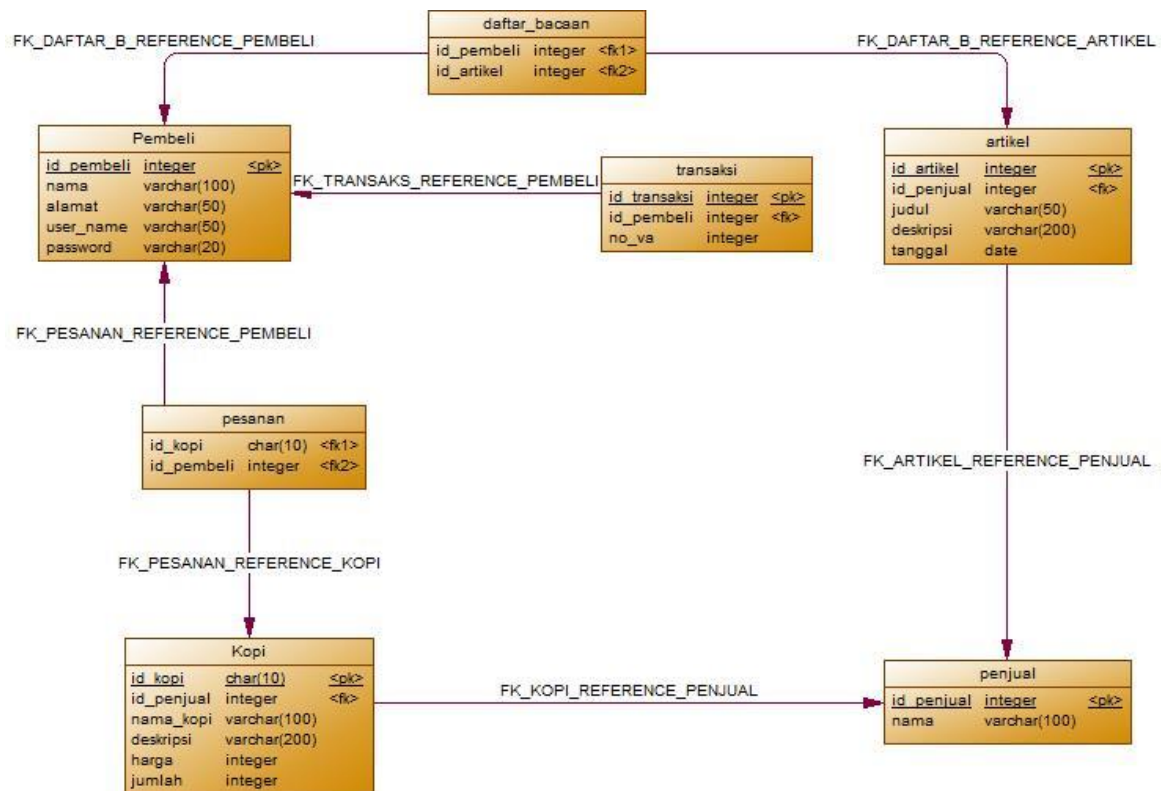 daftar_bacaan
id_pembeli integer <fk1>
id_artikel integer <fk2>
FK_DAFTAR_B_REFERENCE_PEMBELI
FK_DAFTAR_B_REFERENCE_ARTIKEL
Pembeli
id_pembeli integer <pk>
nama varchar(100)
alamat varchar(50)
user_name varchar(50)
password varchar(20)
FK_TRANSAKS_REFERENCE_PEMBELI
transaksi
id_transaksi integer <pk>
id_pembeli integer <fk>
no_va integer
artikel
id_artikel integer <pk>
id_penjual integer <fk>
judul varchar(50)
deskripsi varchar(200)
tanggal date
FK_PESANAN_REFERENCE_PEMBELI
pesanan
id_kopi char(10) <fk1>
id_pembeli integer <fk2>
FK_ARTIKEL_REFERENCE_PENJUAL
FK_PESANAN_REFERENCE_KOPI
Kopi
id_kopi char(10) <pk>
id_penjual integer <fk>
nama_kopi varchar(100)
deskripsi varchar(200)
harga integer
jumlah integer
FK_KOPI_REFERENCE_PENJUAL
penjual
id_penjual integer <pk>
nama varchar(100)